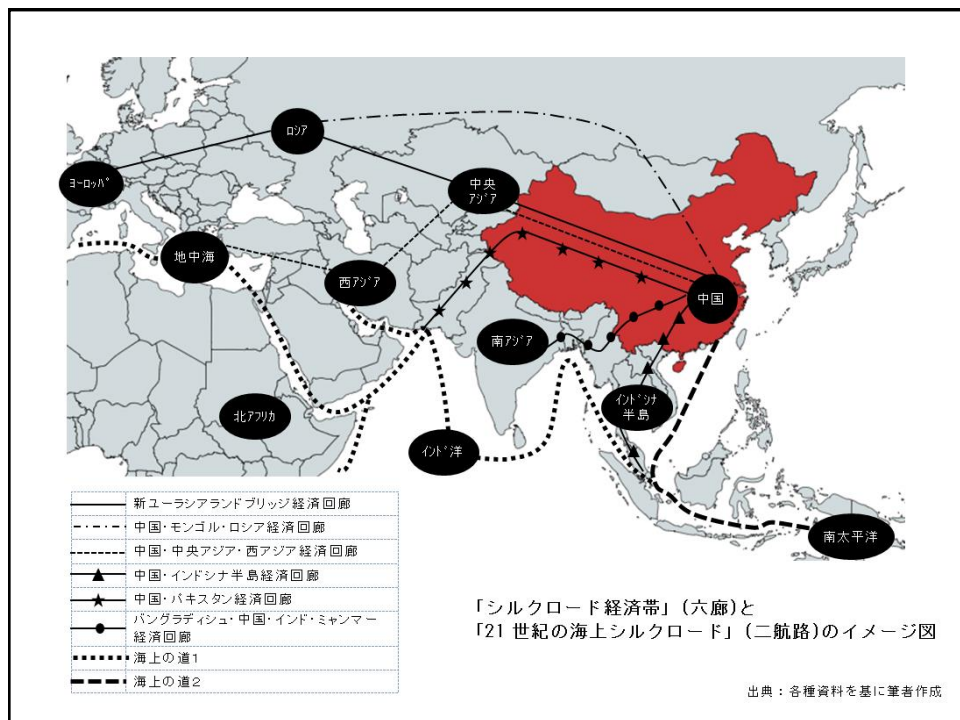 ロシア
ヨーロッパ
中央
アジア
地中海
西アジア
中国
南アジア
北アフリカ
インド洋
インドシナ
半島
南太平洋
新ユーラシアランドブリッジ経済回廊
中国・モンゴル・ロシア経済回廊
中国・中央アジア・西アジア経済回廊
中国・インドシナ半島経済回廊
中国・パキスタン経済回廊
バングラディシュ・中国・インド・ミャンマー
経済回廊
海上の道1
海上の道2
「シルクロード経済帯」(六廊)と
「21世紀の海上シルクロード」(二航路)のイメージ図
出典：各種資料を基に筆者作成